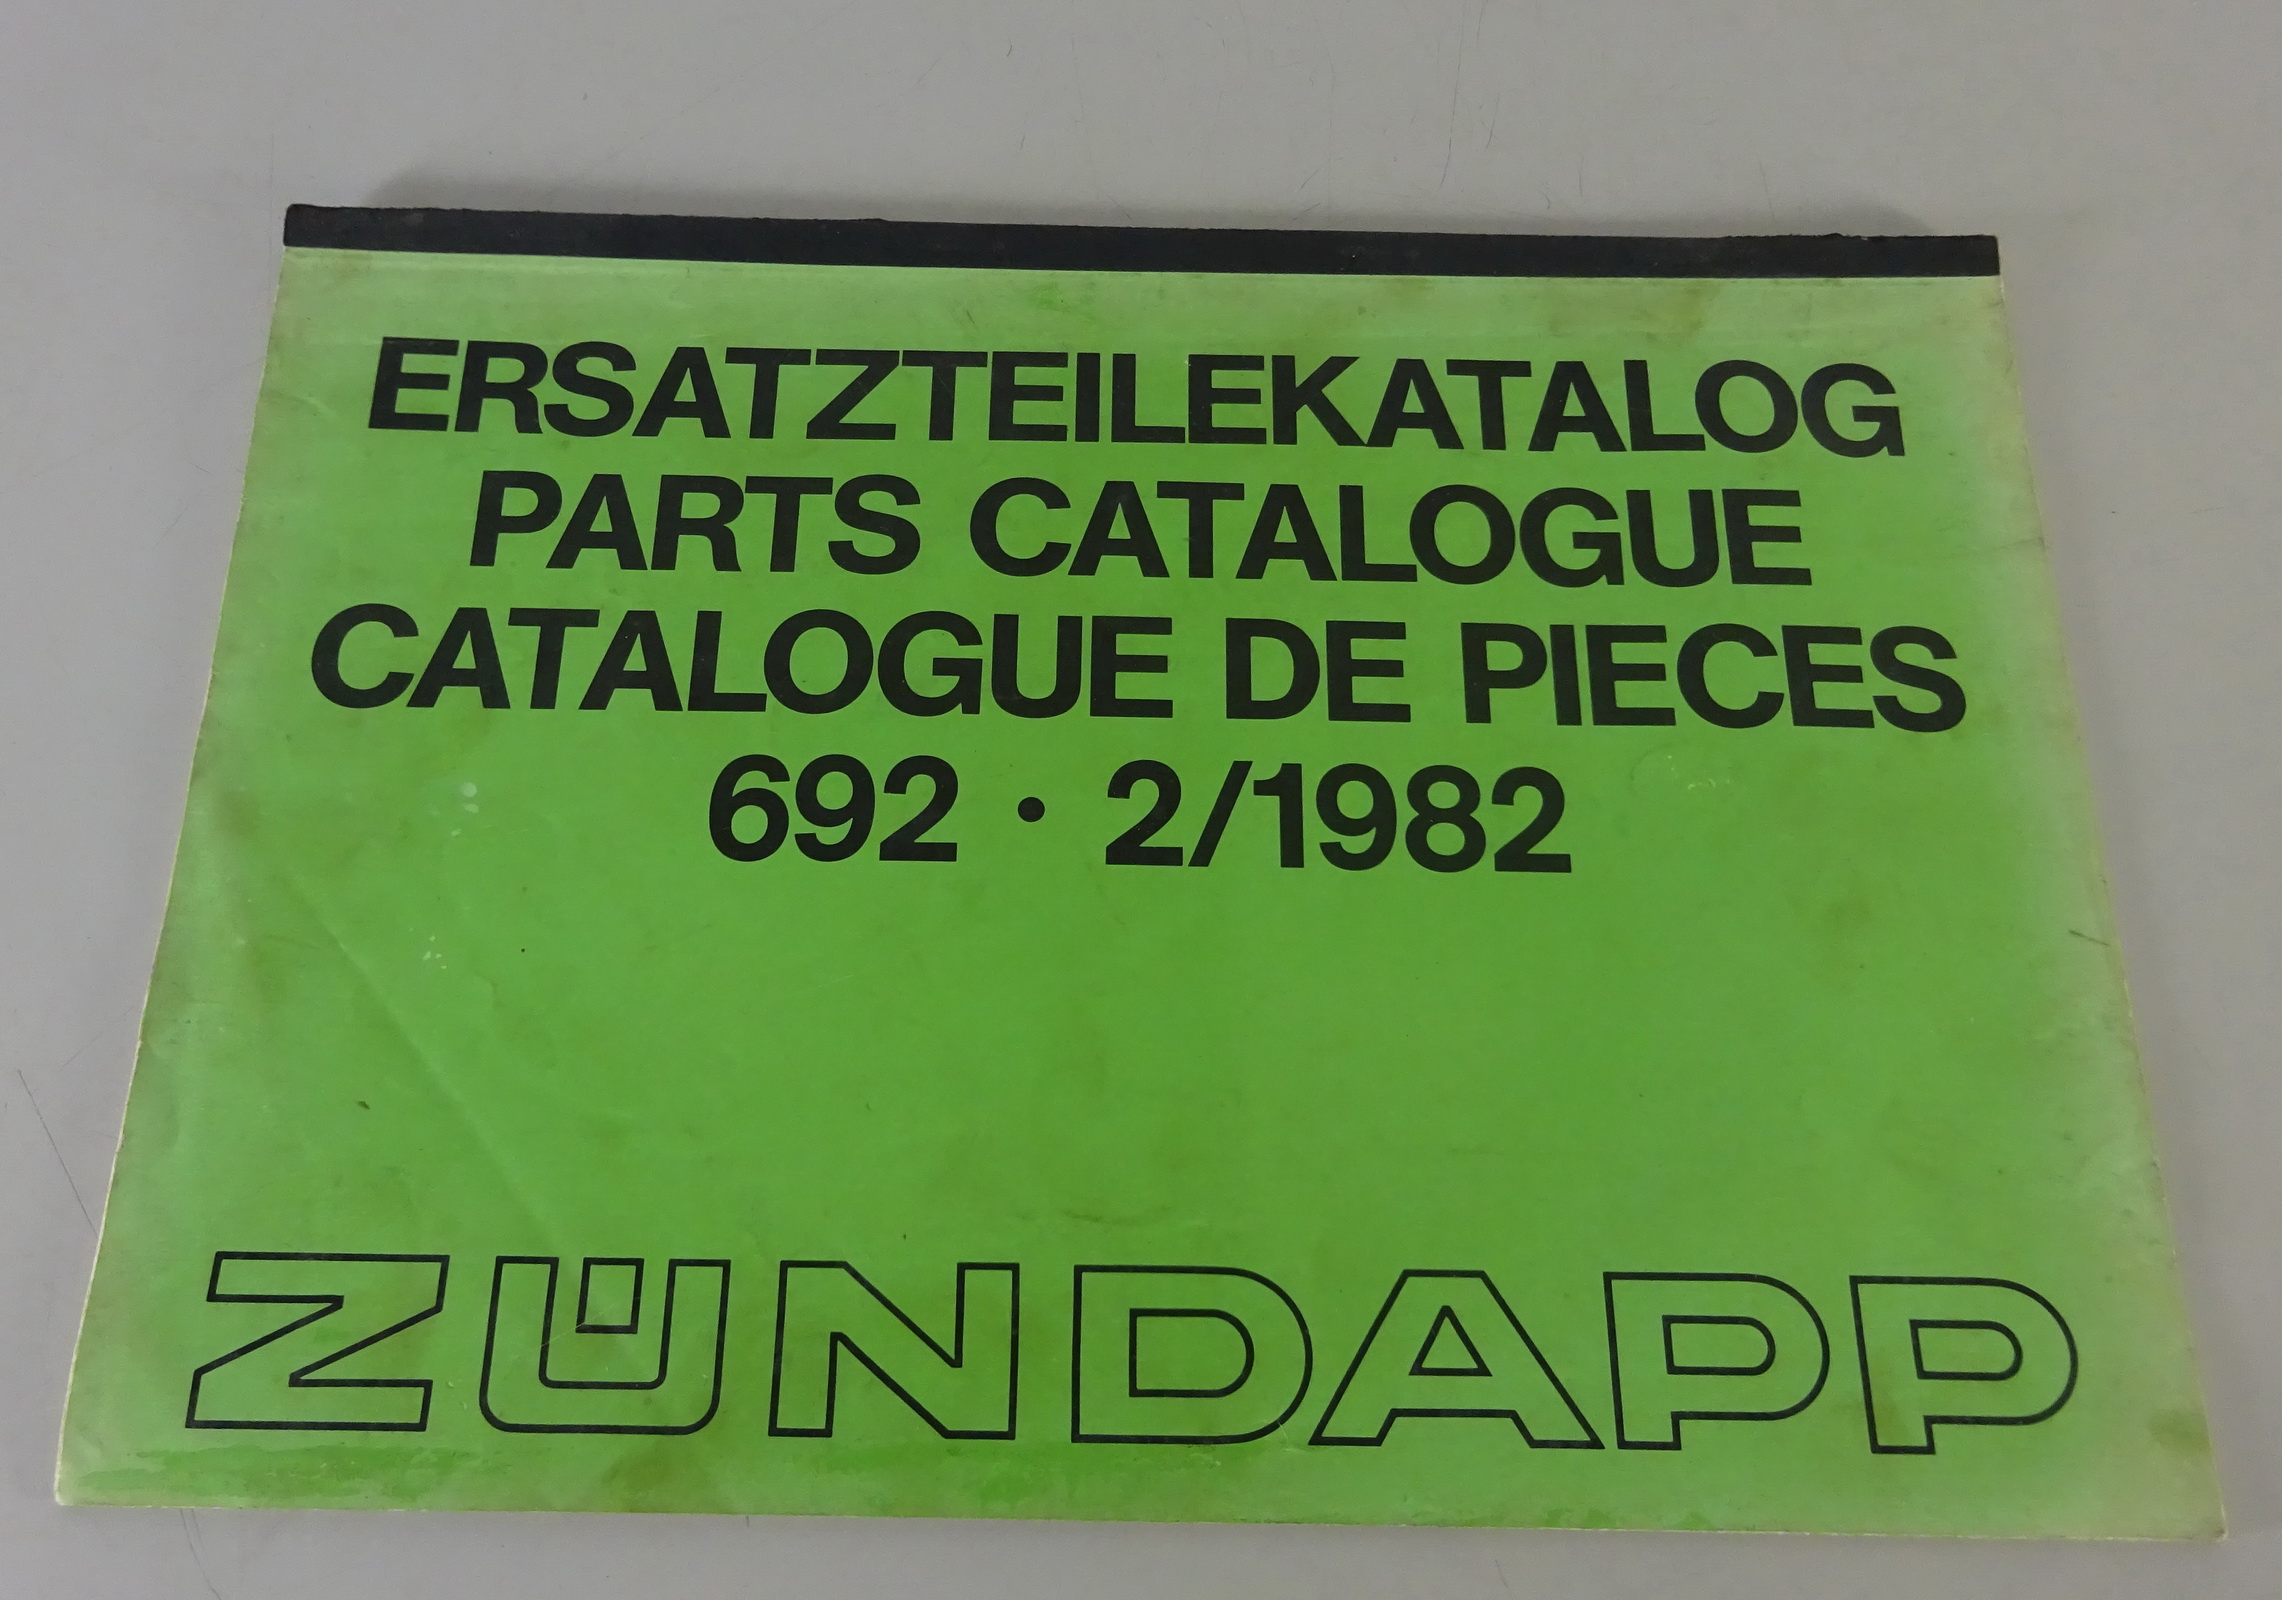 ERSATZTEILEKATALOG
PARTS CATALOGUE
CATALOGUE DE PIECES
692 • 2/1982
ZÜNDAPP